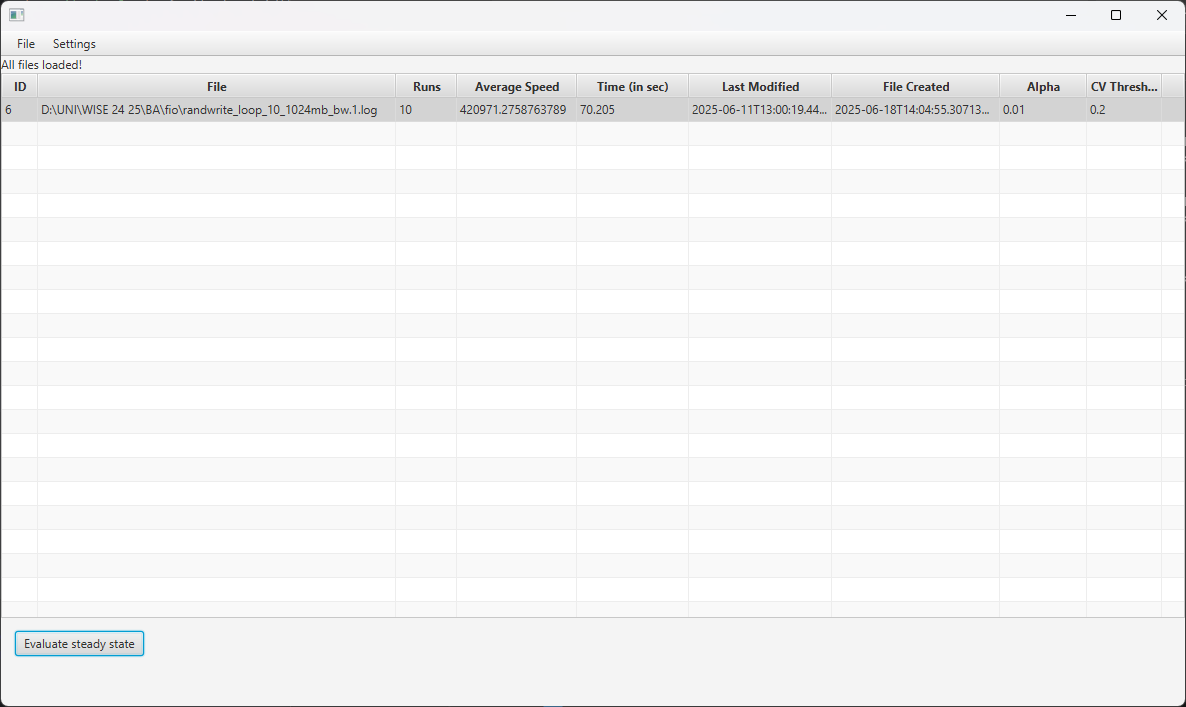 File Settings
All files loaded!
ID File Runs Average Speed Time (in sec) Last Modified File Created Alpha CV Thresh...
6 D:\UNI\WISE 24 25\BA\fio\randwrite_loop_10_1024mb_bw.1.log 10 420971.2758763789 70.205 2025-06-11T13:00:19.44... 2025-06-18T14:04:55.30713... 0.01 0.2
Evaluate steady state